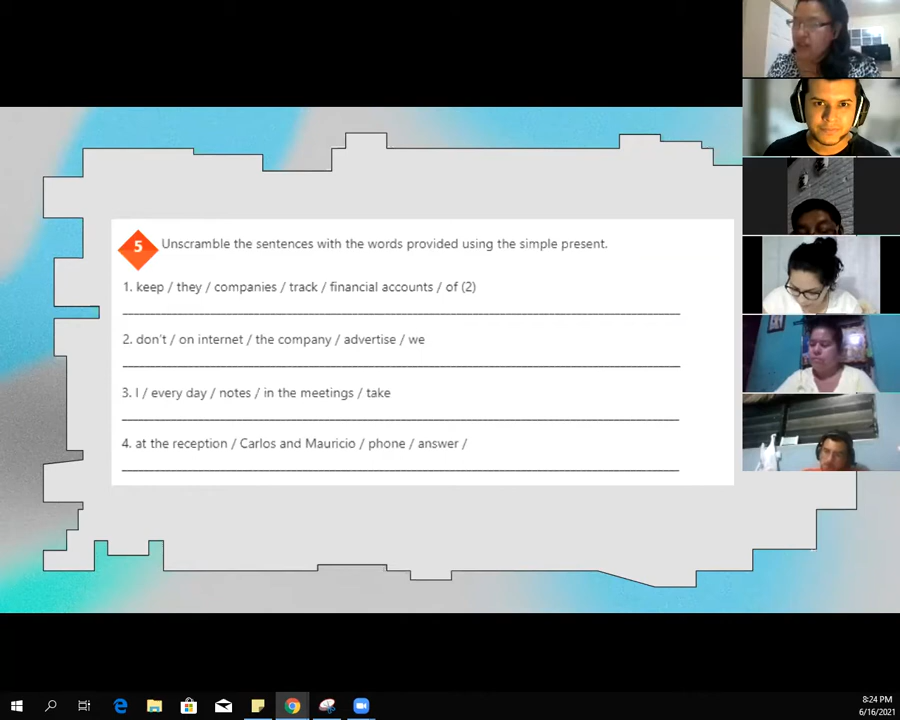 5 Unscramble the sentences with the words provided using the simple present.
1. keep / they / companies / track / financial accounts / of (2)
2. don't / on internet / the company / advertise / we
3. I / every day / notes / in the meetings / take
4. at the reception / Carlos and Mauricio / phone / answer /
8:24 PM
6/16/2021